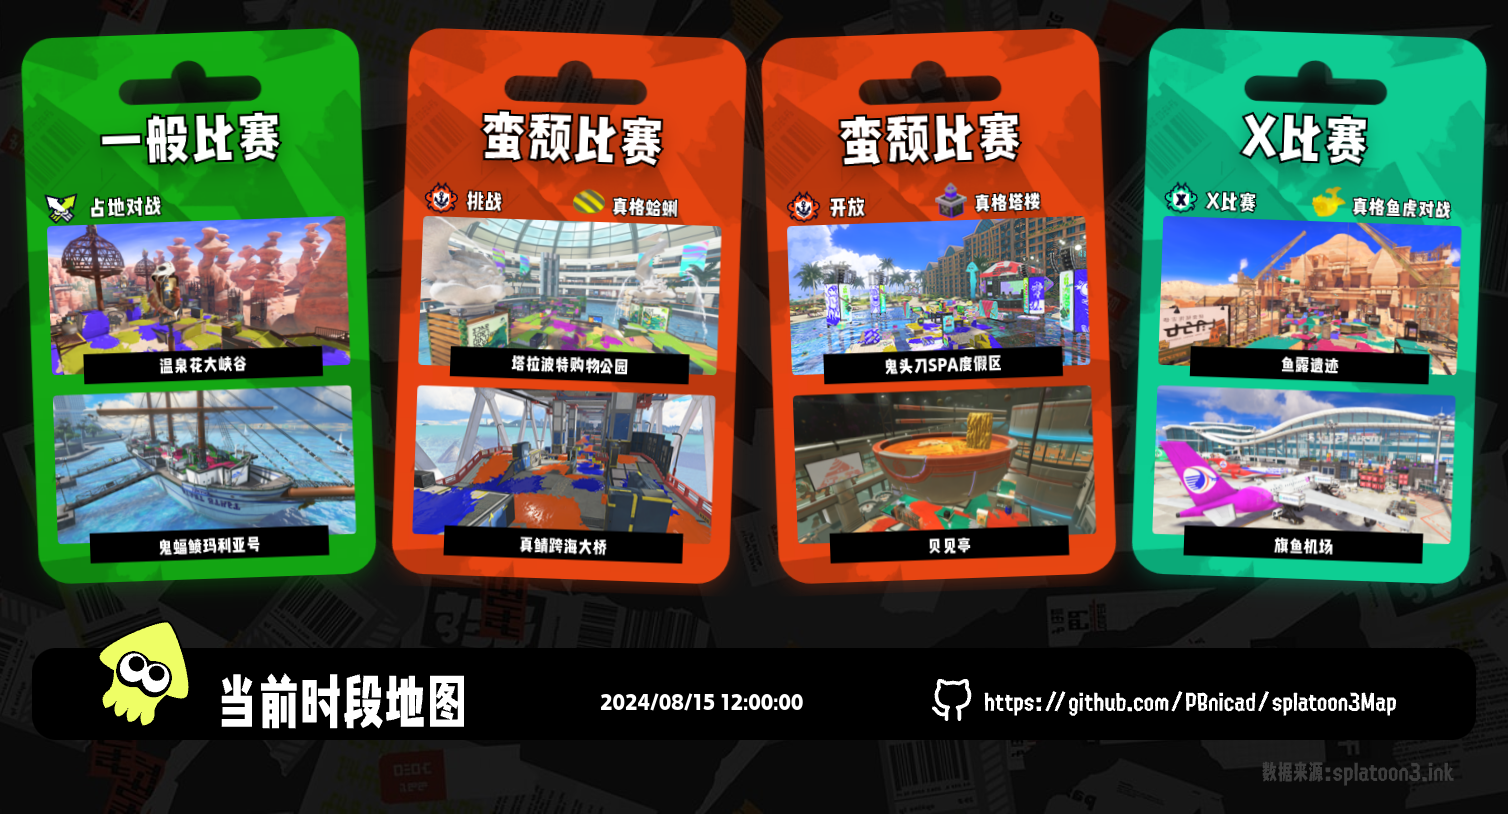 一般比赛
占地对战
温泉花大峡谷
鬼蝠鲼玛利亚号
蛮颓比赛
挑战
真格蛤蜊
塔拉波特购物公园
真鲭跨海大桥
蛮颓比赛
开放
真格塔楼
鬼头刀SPA度假区
贝见亭
X比赛
X比赛
真格鱼虎对战
鱼露遗迹
旗鱼机场
当前时段地图
2024/08/15 12:00:00
https://github.com/PBnicad/splatoon3Map
数据来源:splatoon3.ink